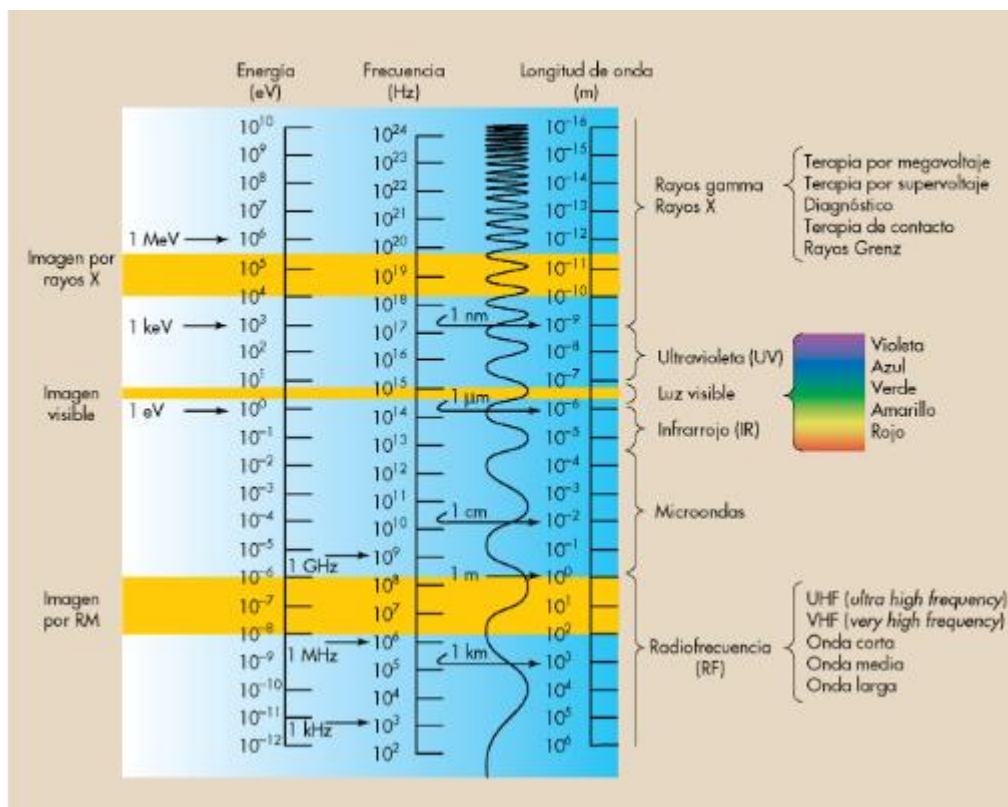 Energía
(eV)
Frecuencia
(Hz)
Longitud de onda
(m)
10¹⁰
10⁹
10⁸
10⁷
10⁶
10⁵
10⁴
10³
10²
10¹
10⁰
10⁻¹
10⁻²
10⁻³
10⁻⁴
10⁻⁵
10⁻⁶
10⁻⁷
10⁻⁸
10⁻⁹
10⁻¹⁰
10⁻¹¹
10⁻¹²
10²⁴
10²³
10²²
10²¹
10²⁰
10¹⁹
10¹⁸
10¹⁷
10¹⁶
10¹⁵
10¹⁴
10¹³
10¹²
10¹¹
10¹⁰
10⁹
10⁸
10⁷
10⁶
10⁵
10⁴
10³
10²
10⁻¹⁶
10⁻¹⁵
10⁻¹⁴
10⁻¹³
10⁻¹²
10⁻¹¹
10⁻¹⁰
10⁻⁹
10⁻⁸
10⁻⁷
10⁻⁶
10⁻⁵
10⁻⁴
10⁻³
10⁻²
10⁻¹
10⁰
10¹
10²
10³
10⁴
10⁵
10⁶
1 MeV
1 keV
1 eV
1 GHz
1 MHz
1 kHz
1 nm
1 µm
1 cm
1 m
1 km
Imagen por
rayos X
Imagen
visible
Imagen
por RM
Rayos gamma
Rayos X
Terapia por megavoltaje
Terapia por supervoltaje
Diagnóstico
Terapia de contacto
Rayos Grenz
Ultravioleta (UV)
Luz visible
Infrarrojo (IR)
Violeta
Azul
Verde
Amarillo
Rojo
Microondas
Radiofrecuencia
(RF)
UHF (ultra high frequency)
VHF (very high frequency)
Onda corta
Onda media
Onda larga